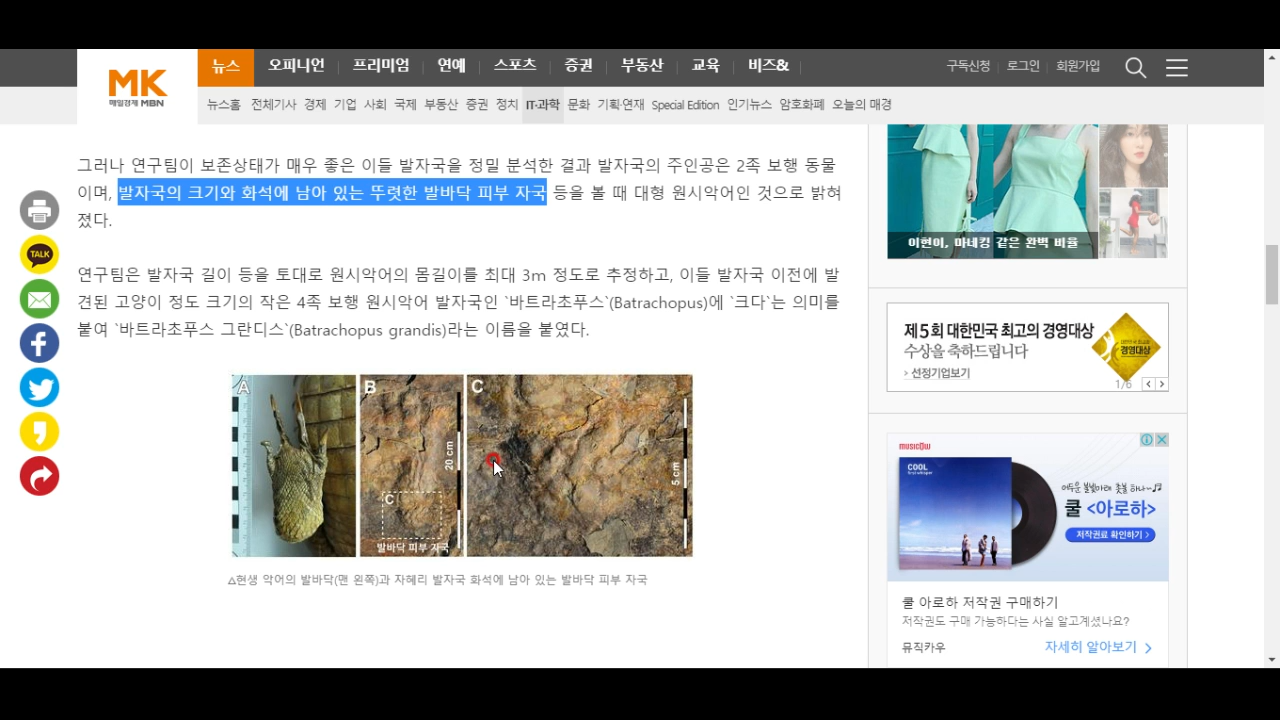 MK
매일경제 MBN
뉴스 오피니언 프리미엄 연예 스포츠 증권 부동산 교육 비즈&
구독신청 로그인 회원가입
뉴스홈 전체기사 경제 기업 사회 국제 부동산 증권 정치 IT·과학 문화 기획·연재 Special Edition 인기뉴스 암호화폐 오늘의 매경
그러나 연구팀이 보존상태가 매우 좋은 이들 발자국을 정밀 분석한 결과 발자국의 주인공은 2족 보행 동물
이며, 발자국의 크기와 화석에 남아 있는 뚜렷한 발바닥 피부 자국 등을 볼 때 대형 원시악어인 것으로 밝혀
졌다.
연구팀은 발자국 길이 등을 토대로 원시악어의 몸길이를 최대 3m 정도로 추정하고, 이들 발자국 이전에 발
견된 고양이 정도 크기의 작은 4족 보행 원시악어 발자국인 `바트라초푸스`(Batrachopus)에 `크다`는 의미를
붙여 `바트라초푸스 그란디스`(Batrachopus grandis)라는 이름을 붙였다.
A B C
20 cm
5 cm
C
발바닥 피부 자국
△현생 악어의 발바닥(맨 왼쪽)과 자혜리 발자국 화석에 남아 있는 발바닥 피부 자국
TALK
이현이, 마네킹 같은 완벽 비율
제5회 대한민국 최고의 경영대상
수상을 축하드립니다
› 선정기업보기
경영대상
1/6
COOL
어두운 불빛아래 촛불 하나~♫
쿨 <아로하>
저작권료 확인하기 >
쿨 아로하 저작권 구매하기
저작권도 구매 가능하다는 사실 알고계셨나요?
뮤직카우
자세히 알아보기 >